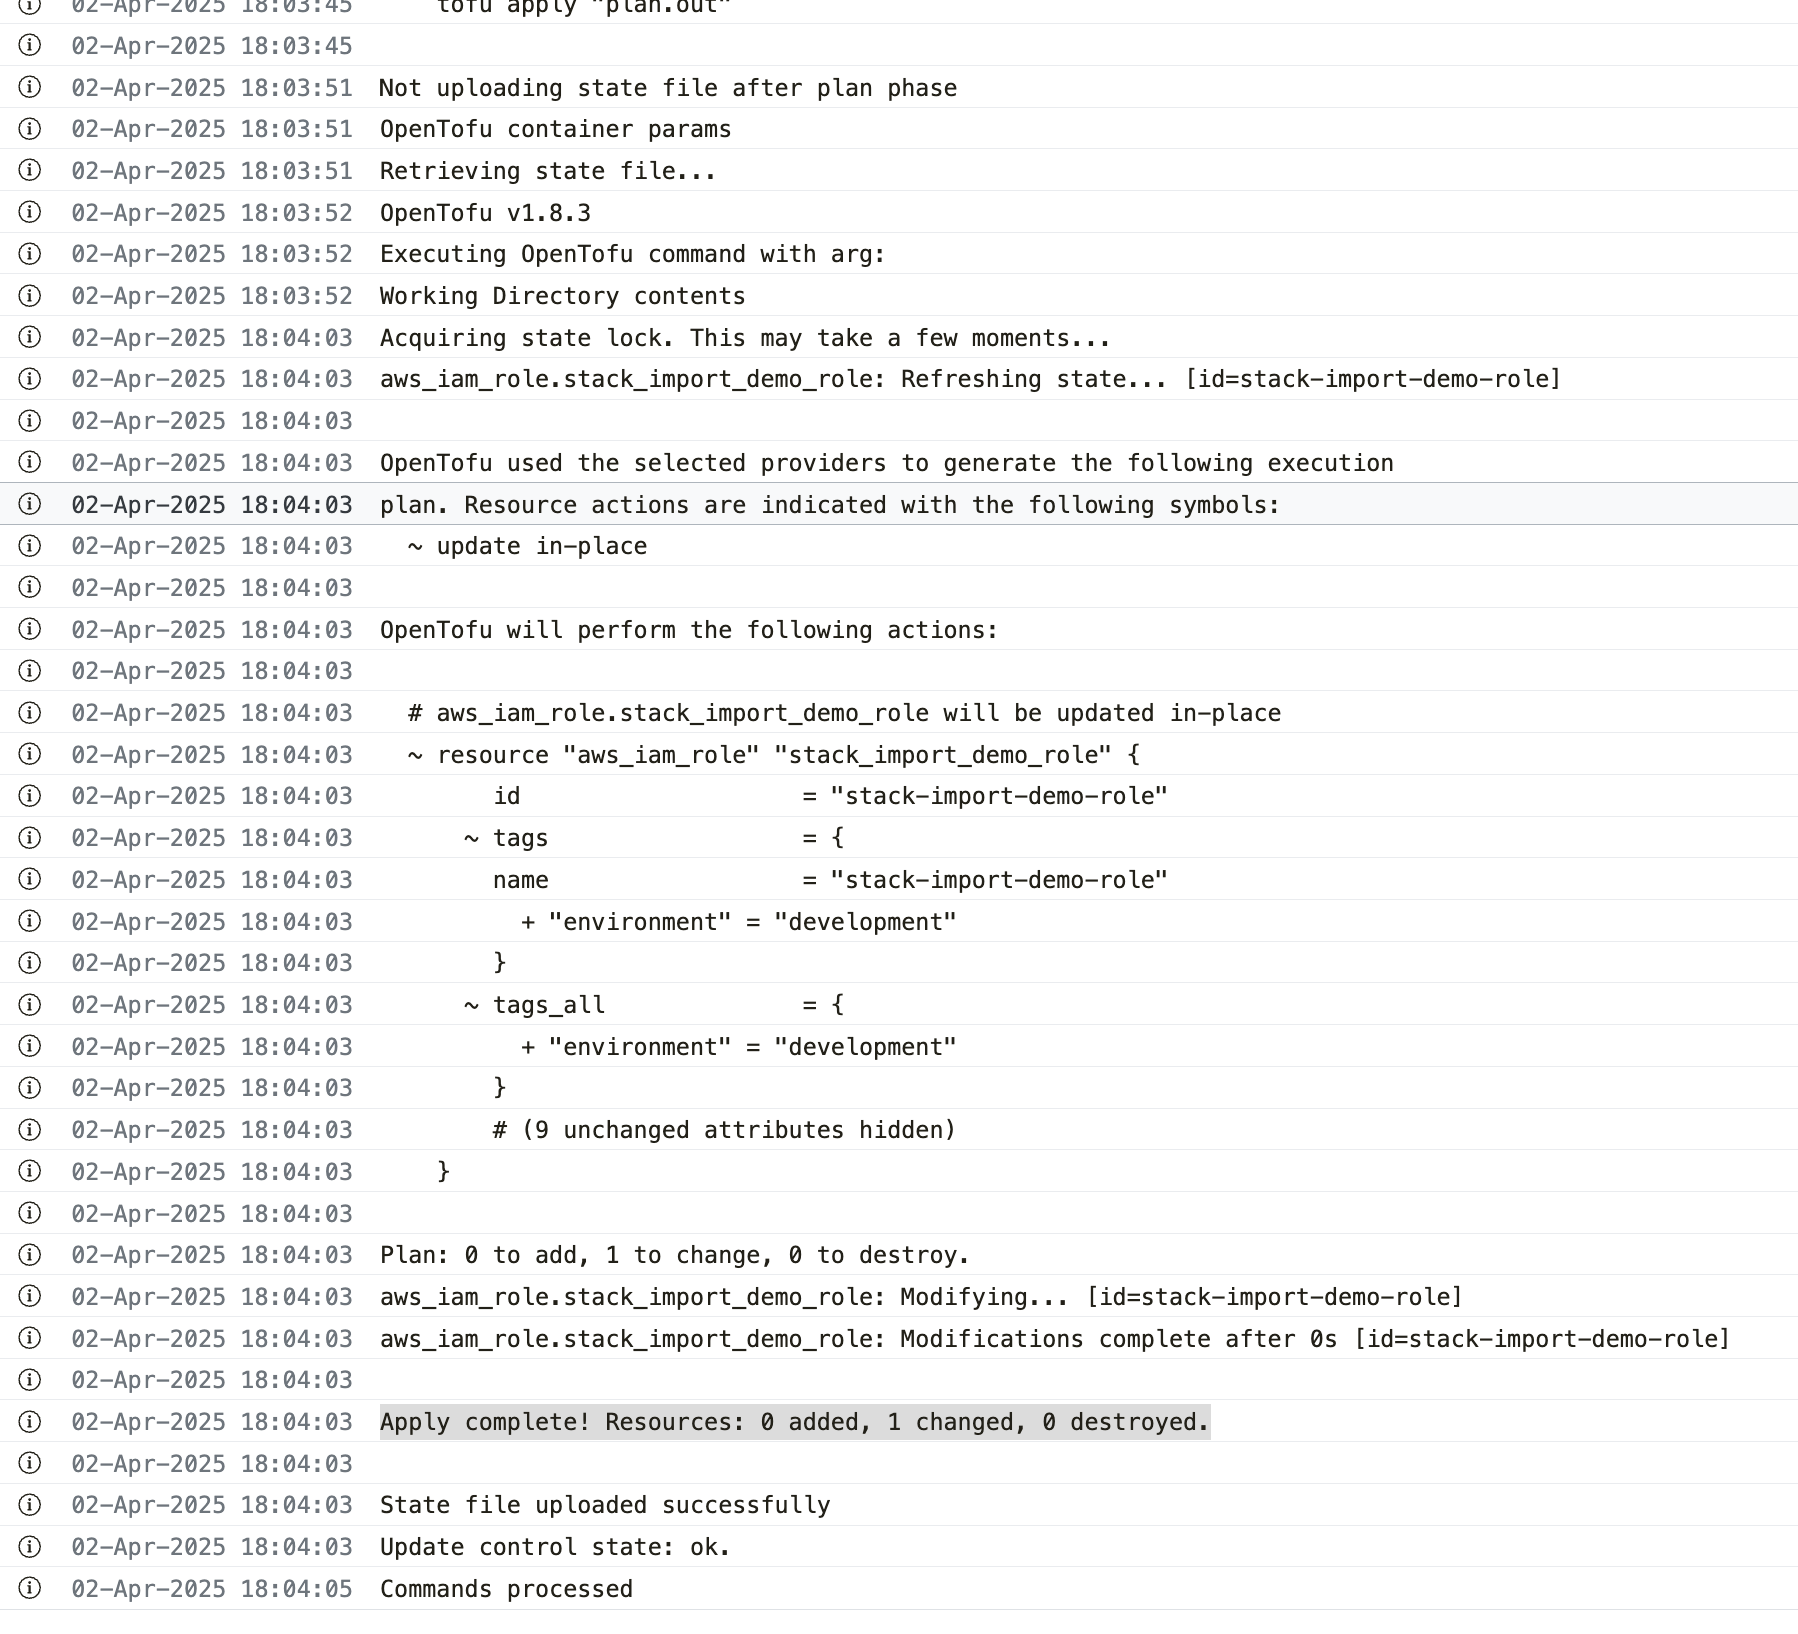 02-Apr-2025 18:03:45     tofu apply "plan.out"
02-Apr-2025 18:03:45
02-Apr-2025 18:03:51 Not uploading state file after plan phase
02-Apr-2025 18:03:51 OpenTofu container params
02-Apr-2025 18:03:51 Retrieving state file...
02-Apr-2025 18:03:52 OpenTofu v1.8.3
02-Apr-2025 18:03:52 Executing OpenTofu command with arg:
02-Apr-2025 18:03:52 Working Directory contents
02-Apr-2025 18:04:03 Acquiring state lock. This may take a few moments...
02-Apr-2025 18:04:03 aws_iam_role.stack_import_demo_role: Refreshing state... [id=stack-import-demo-role]
02-Apr-2025 18:04:03
02-Apr-2025 18:04:03 OpenTofu used the selected providers to generate the following execution
02-Apr-2025 18:04:03 plan. Resource actions are indicated with the following symbols:
02-Apr-2025 18:04:03   ~ update in-place
02-Apr-2025 18:04:03
02-Apr-2025 18:04:03 OpenTofu will perform the following actions:
02-Apr-2025 18:04:03
02-Apr-2025 18:04:03   # aws_iam_role.stack_import_demo_role will be updated in-place
02-Apr-2025 18:04:03   ~ resource "aws_iam_role" "stack_import_demo_role" {
02-Apr-2025 18:04:03         id                    = "stack-import-demo-role"
02-Apr-2025 18:04:03       ~ tags                  = {
02-Apr-2025 18:04:03         name                  = "stack-import-demo-role"
02-Apr-2025 18:04:03           + "environment" = "development"
02-Apr-2025 18:04:03         }
02-Apr-2025 18:04:03       ~ tags_all              = {
02-Apr-2025 18:04:03           + "environment" = "development"
02-Apr-2025 18:04:03         }
02-Apr-2025 18:04:03         # (9 unchanged attributes hidden)
02-Apr-2025 18:04:03     }
02-Apr-2025 18:04:03
02-Apr-2025 18:04:03 Plan: 0 to add, 1 to change, 0 to destroy.
02-Apr-2025 18:04:03 aws_iam_role.stack_import_demo_role: Modifying... [id=stack-import-demo-role]
02-Apr-2025 18:04:03 aws_iam_role.stack_import_demo_role: Modifications complete after 0s [id=stack-import-demo-role]
02-Apr-2025 18:04:03
02-Apr-2025 18:04:03 Apply complete! Resources: 0 added, 1 changed, 0 destroyed.
02-Apr-2025 18:04:03
02-Apr-2025 18:04:03 State file uploaded successfully
02-Apr-2025 18:04:03 Update control state: ok.
02-Apr-2025 18:04:05 Commands processed